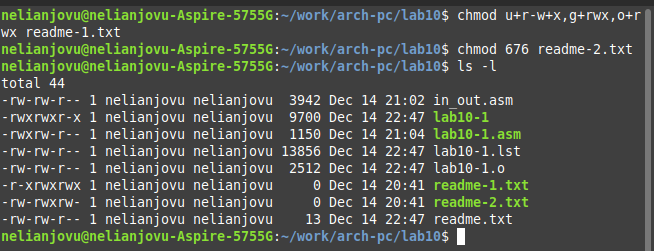 nelianjovu@nelianjovu-Aspire-5755G:~/work/arch-pc/lab10$ chmod u+r-w+x,g+rwx,o+r
wx readme-1.txt
nelianjovu@nelianjovu-Aspire-5755G:~/work/arch-pc/lab10$ chmod 676 readme-2.txt
nelianjovu@nelianjovu-Aspire-5755G:~/work/arch-pc/lab10$ ls -l
total 44
-rw-rw-r-- 1 nelianjovu nelianjovu  3942 Dec 14 21:02 in_out.asm
-rwxrwxr-x 1 nelianjovu nelianjovu  9700 Dec 14 22:47 lab10-1
-rwxrwxr-- 1 nelianjovu nelianjovu  1150 Dec 14 21:04 lab10-1.asm
-rw-rw-r-- 1 nelianjovu nelianjovu 13856 Dec 14 22:47 lab10-1.lst
-rw-rw-r-- 1 nelianjovu nelianjovu  2512 Dec 14 22:47 lab10-1.o
-r-xrwxrwx 1 nelianjovu nelianjovu     0 Dec 14 20:41 readme-1.txt
-rw-rwxrw- 1 nelianjovu nelianjovu     0 Dec 14 20:41 readme-2.txt
-rw-rw-r-- 1 nelianjovu nelianjovu    13 Dec 14 22:47 readme.txt
nelianjovu@nelianjovu-Aspire-5755G:~/work/arch-pc/lab10$